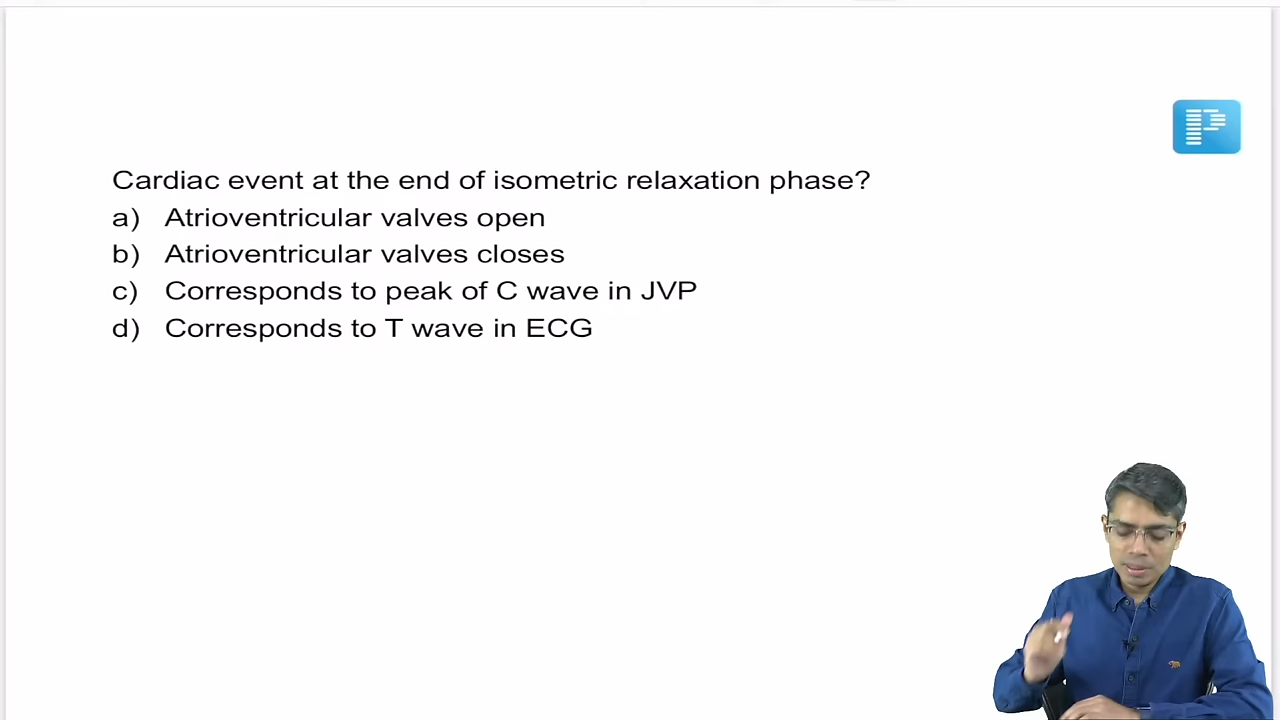 Cardiac event at the end of isometric relaxation phase?
a) Atrioventricular valves open
b) Atrioventricular valves closes
c) Corresponds to peak of C wave in JVP
d) Corresponds to T wave in ECG
P